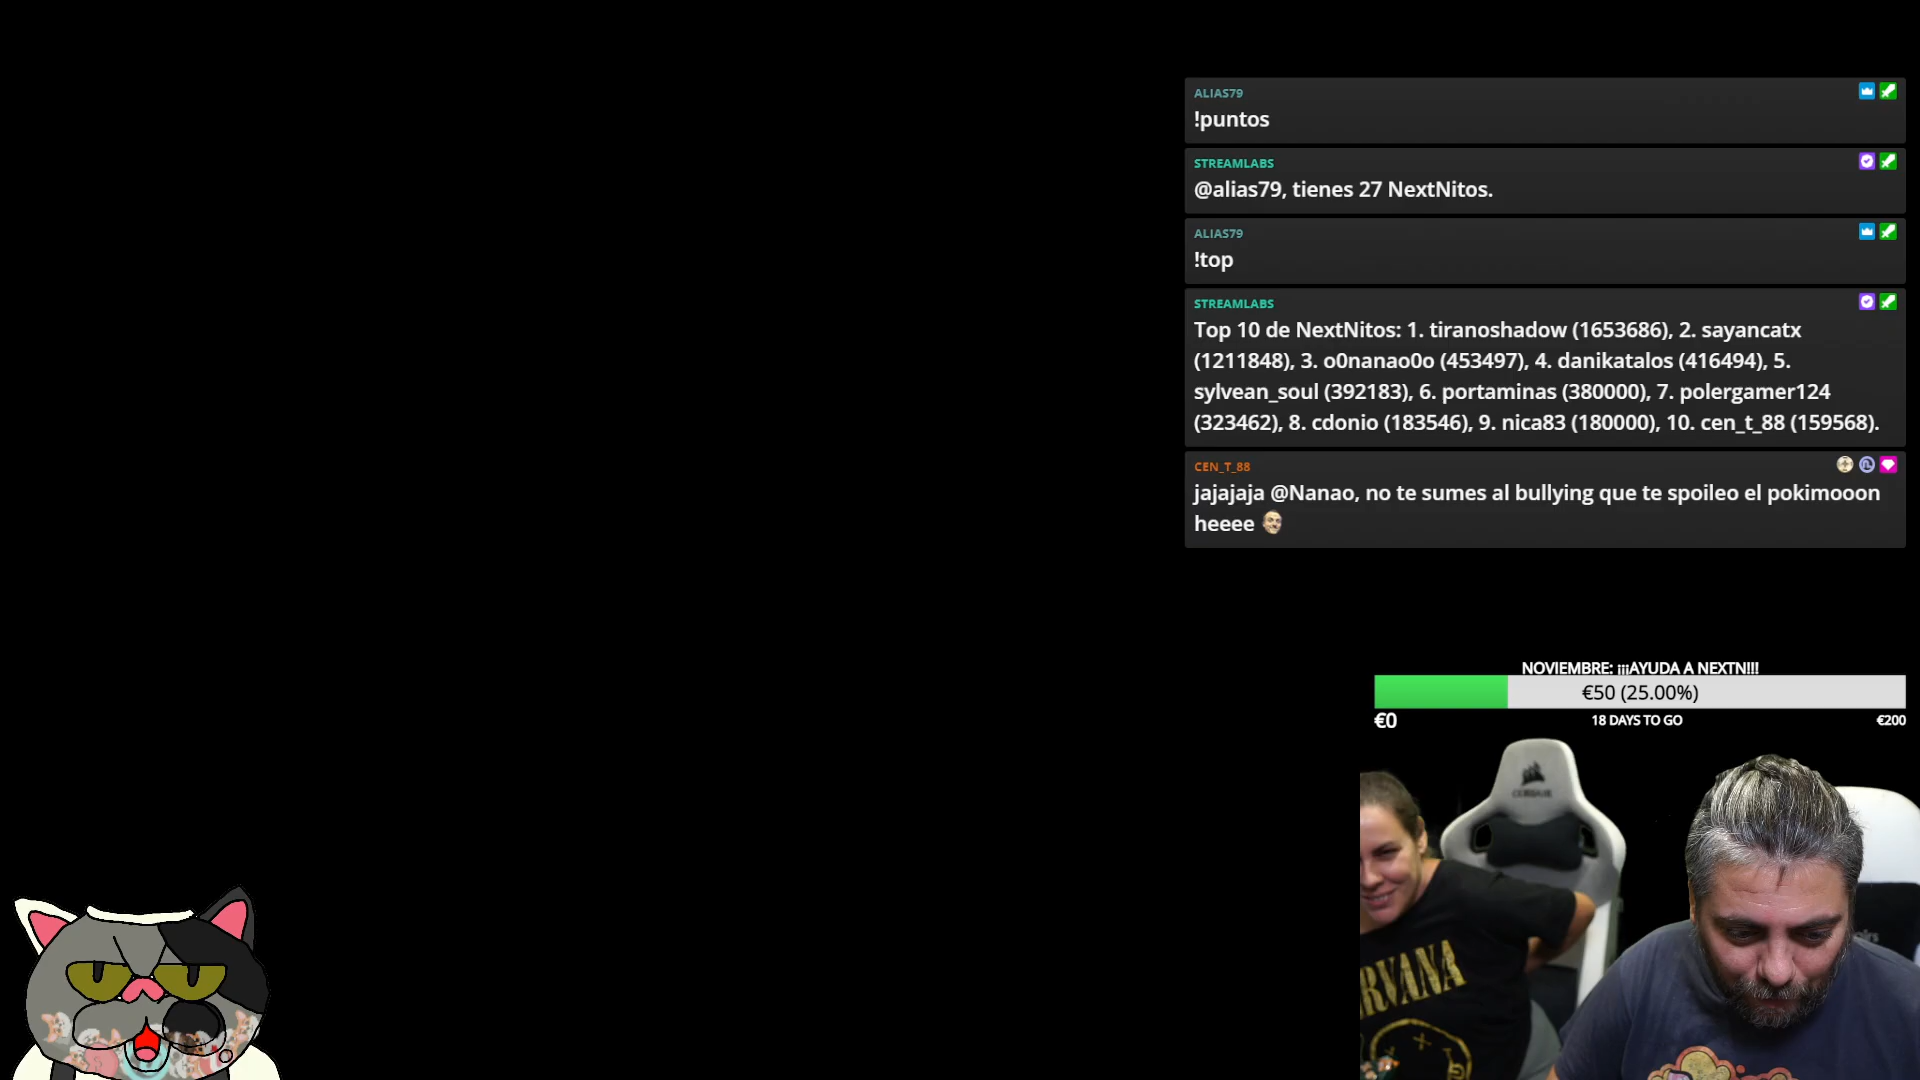 ALIAS79
!puntos
STREAMLABS
@alias79, tienes 27 NextNitos.
ALIAS79
!top
STREAMLABS
Top 10 de NextNitos: 1. tiranoshadow (1653686), 2. sayancatx
(1211848), 3. o0nanao0o (453497), 4. danikatalos (416494), 5.
sylvean_soul (392183), 6. portaminas (380000), 7. polergamer124
(323462), 8. cdonio (183546), 9. nica83 (180000), 10. cen_t_88 (159568).
CEN_T_88
jajajaja @Nanao, no te sumes al bullying que te spoileo el pokimooon
heeee
NOVIEMBRE: ¡¡¡AYUDA A NEXTN!!!
€50 (25.00%)
€0 18 DAYS TO GO €200
CORSAIR
RVANA